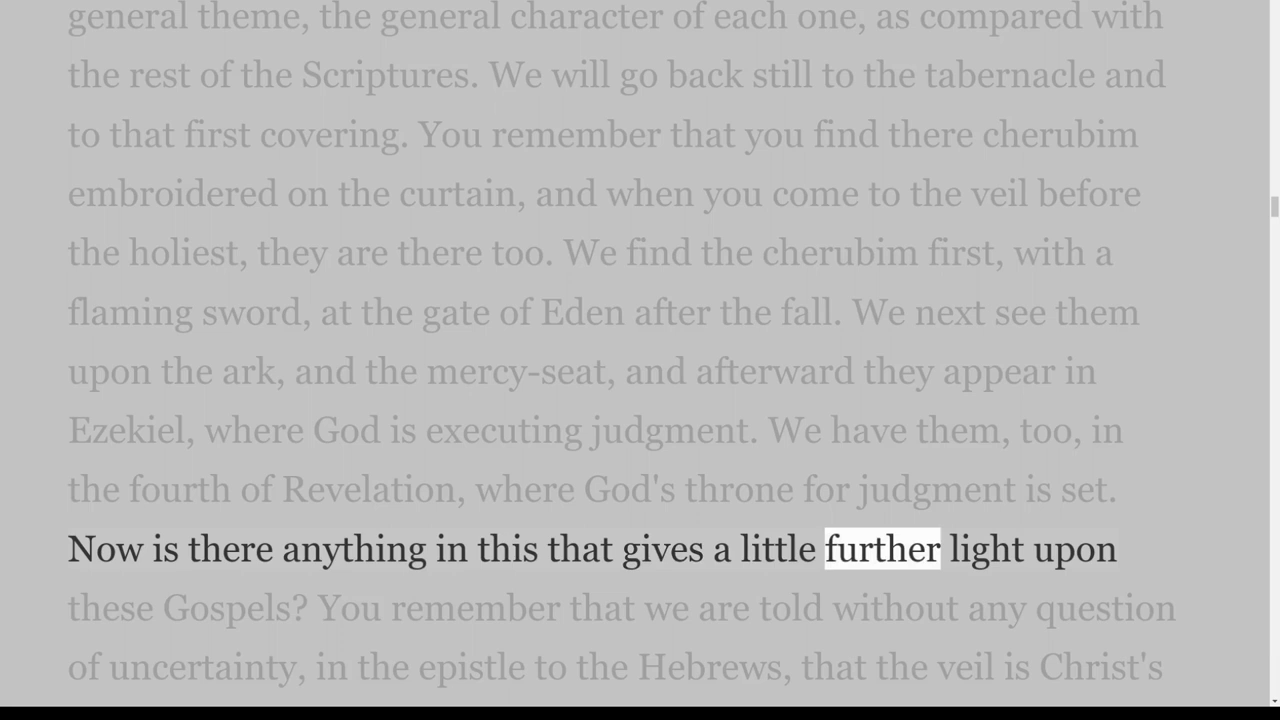 general theme, the general character of each one, as compared with
the rest of the Scriptures. We will go back still to the tabernacle and
to that first covering. You remember that you find there cherubim
embroidered on the curtain, and when you come to the veil before
the holiest, they are there too. We find the cherubim first, with a
flaming sword, at the gate of Eden after the fall. We next see them
upon the ark, and the mercy-seat, and afterward they appear in
Ezekiel, where God is executing judgment. We have them, too, in
the fourth of Revelation, where God's throne for judgment is set.
Now is there anything in this that gives a little further light upon
these Gospels? You remember that we are told without any question
of uncertainty, in the epistle to the Hebrews, that the veil is Christ's